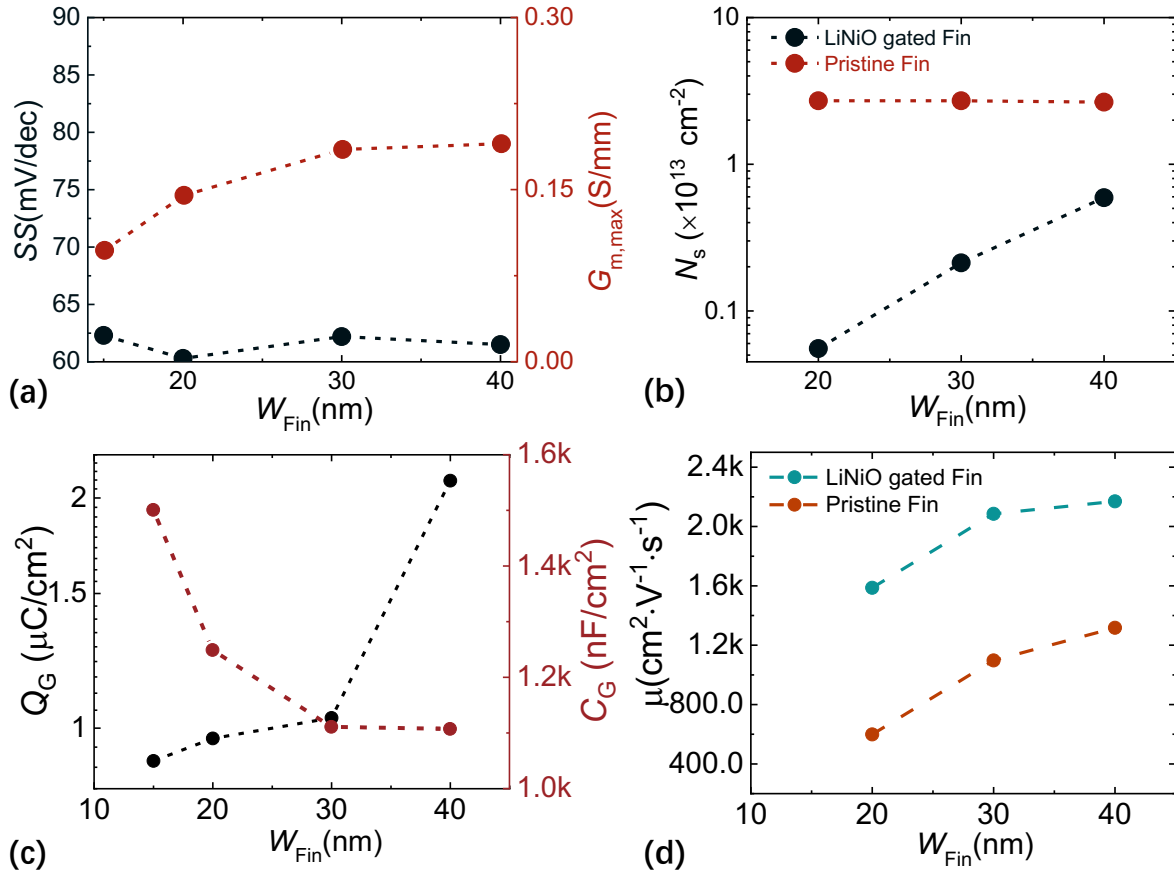 90
85
80
75
70
65
60
SS(mV/dec)
0.30
0.15
0.00
G_m,max(S/mm)
20 30 40
W_Fin(nm)
(a)
LiNiO gated Fin
Pristine Fin
10
1
0.1
N_s (×10^13 cm^-2)
20 30 40
W_Fin(nm)
(b)
2
1.5
1
Q_G (μC/cm^2)
1.6k
1.4k
1.2k
1.0k
C_G (nF/cm^2)
10 20 30 40
W_Fin(nm)
(c)
LiNiO gated Fin
Pristine Fin
2.4k
2.0k
1.6k
1.2k
800.0
400.0
μ(cm^2·V^-1·s^-1)
20 30 40
W_Fin(nm)
(d)